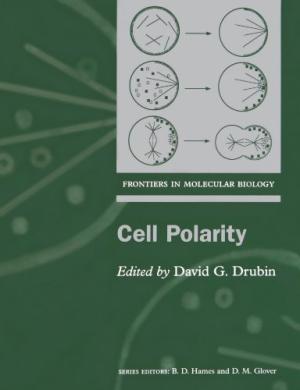 FRONTIERS IN MOLECULAR BIOLOGY
Cell Polarity
Edited by David G. Drubin
SERIES EDITORS: B. D. Hames and D. M. Glover